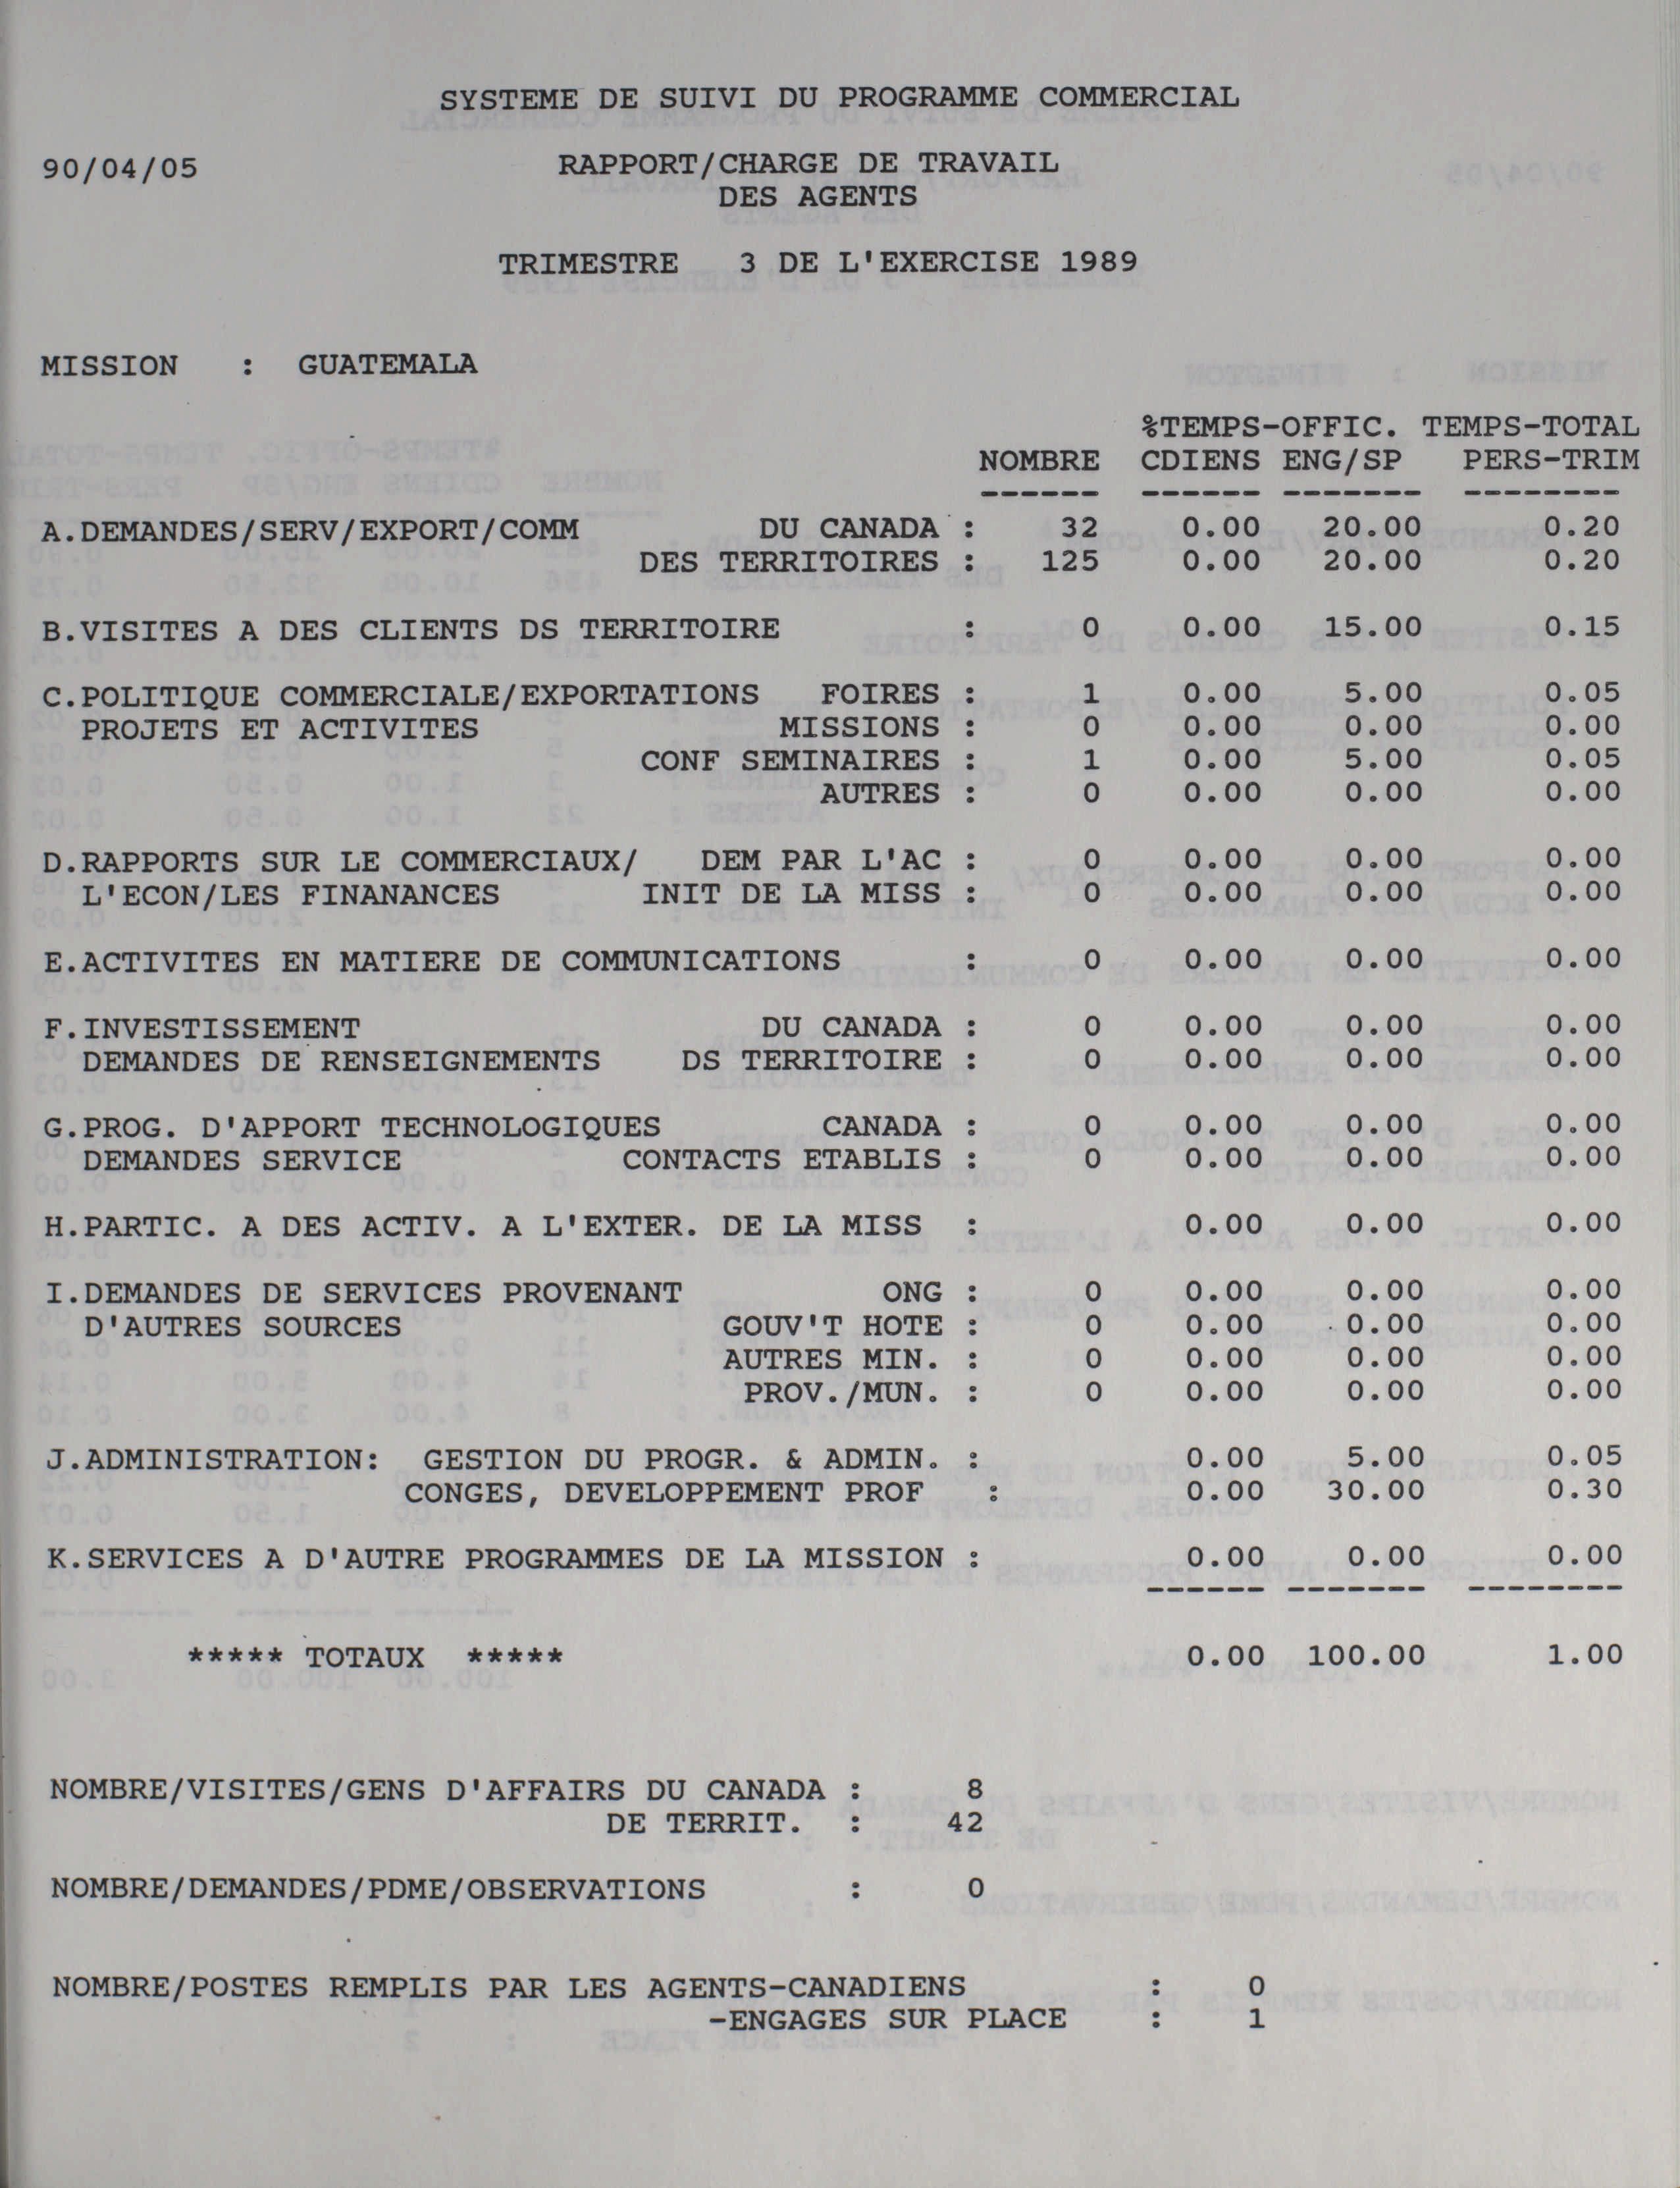 SYSTEME DE SUIVI DU PROGRAMME COMMERCIAL
90/04/05 RAPPORT/CHARGE DE TRAVAIL
DES AGENTS
TRIMESTRE 3 DE L'EXERCISE 1989
MISSION : GUATEMALA
%TEMPS-OFFIC. TEMPS-TOTAL
NOMBRE CDIENS ENG/SP PERS-TRIM
------ ------ ------- --------
A.DEMANDES/SERV/EXPORT/COMM DU CANADA : 32 0.00 20.00 0.20
DES TERRITOIRES : 125 0.00 20.00 0.20
B.VISITES A DES CLIENTS DS TERRITOIRE : 0 0.00 15.00 0.15
C.POLITIQUE COMMERCIALE/EXPORTATIONS FOIRES : 1 0.00 5.00 0.05
PROJETS ET ACTIVITES MISSIONS : 0 0.00 0.00 0.00
CONF SEMINAIRES : 1 0.00 5.00 0.05
AUTRES : 0 0.00 0.00 0.00
D.RAPPORTS SUR LE COMMERCIAUX/ DEM PAR L'AC : 0 0.00 0.00 0.00
L'ECON/LES FINANANCES INIT DE LA MISS : 0 0.00 0.00 0.00
E.ACTIVITES EN MATIERE DE COMMUNICATIONS : 0 0.00 0.00 0.00
F.INVESTISSEMENT DU CANADA : 0 0.00 0.00 0.00
DEMANDES DE RENSEIGNEMENTS DS TERRITOIRE : 0 0.00 0.00 0.00
G.PROG. D'APPORT TECHNOLOGIQUES CANADA : 0 0.00 0.00 0.00
DEMANDES SERVICE CONTACTS ETABLIS : 0 0.00 0.00 0.00
H.PARTIC. A DES ACTIV. A L'EXTER. DE LA MISS : 0.00 0.00 0.00
I.DEMANDES DE SERVICES PROVENANT ONG : 0 0.00 0.00 0.00
D'AUTRES SOURCES GOUV'T HOTE : 0 0.00 0.00 0.00
AUTRES MIN. : 0 0.00 0.00 0.00
PROV./MUN. : 0 0.00 0.00 0.00
J.ADMINISTRATION: GESTION DU PROGR. & ADMIN. : 0.00 5.00 0.05
CONGES, DEVELOPPEMENT PROF : 0.00 30.00 0.30
K.SERVICES A D'AUTRE PROGRAMMES DE LA MISSION : 0.00 0.00 0.00
------ ------- --------
***** TOTAUX ***** 0.00 100.00 1.00
NOMBRE/VISITES/GENS D'AFFAIRS DU CANADA : 8
DE TERRIT. : 42
NOMBRE/DEMANDES/PDME/OBSERVATIONS : 0
NOMBRE/POSTES REMPLIS PAR LES AGENTS-CANADIENS : 0
-ENGAGES SUR PLACE : 1